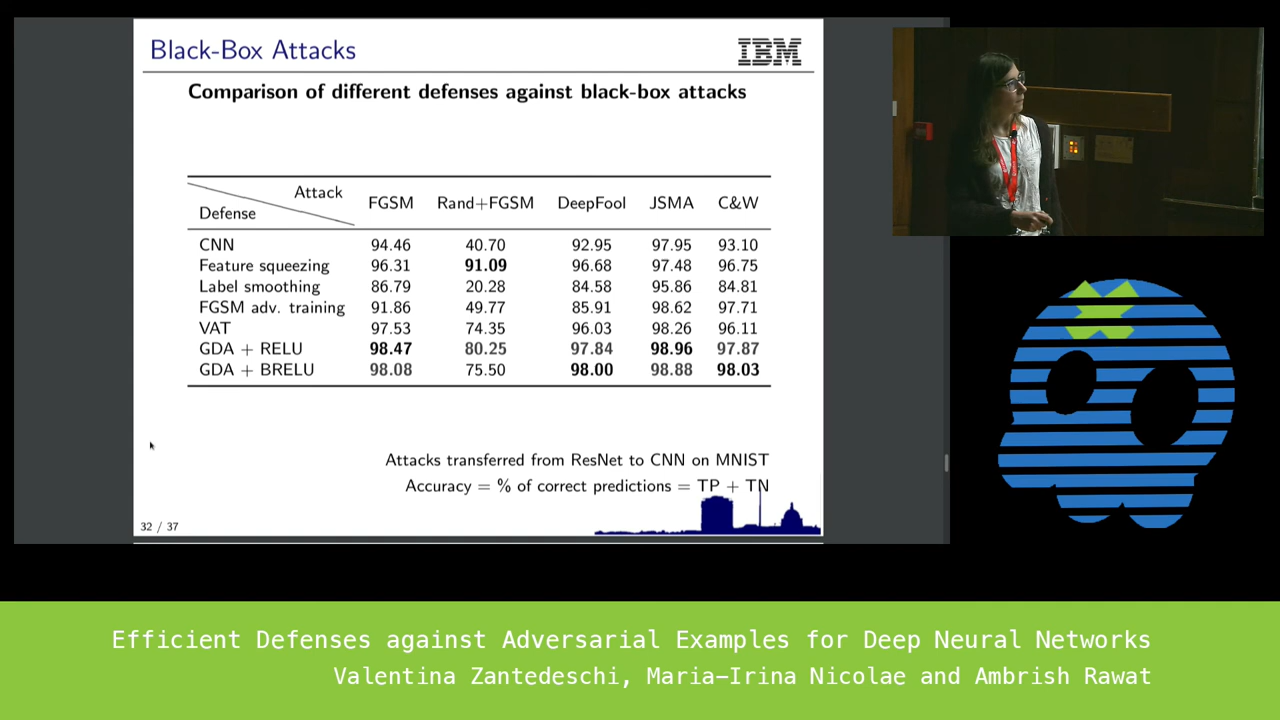 Black-Box Attacks
IBM
Comparison of different defenses against black-box attacks
Attack
Defense
FGSM Rand+FGSM DeepFool JSMA C&W
CNN 94.46 40.70 92.95 97.95 93.10
Feature squeezing 96.31 91.09 96.68 97.48 96.75
Label smoothing 86.79 20.28 84.58 95.86 84.81
FGSM adv. training 91.86 49.77 85.91 98.62 97.71
VAT 97.53 74.35 96.03 98.26 96.11
GDA + RELU 98.47 80.25 97.84 98.96 97.87
GDA + BRELU 98.08 75.50 98.00 98.88 98.03
Attacks transferred from ResNet to CNN on MNIST
Accuracy = % of correct predictions = TP + TN
32 / 37
Efficient Defenses against Adversarial Examples for Deep Neural Networks
Valentina Zantedeschi, Maria-Irina Nicolae and Ambrish Rawat